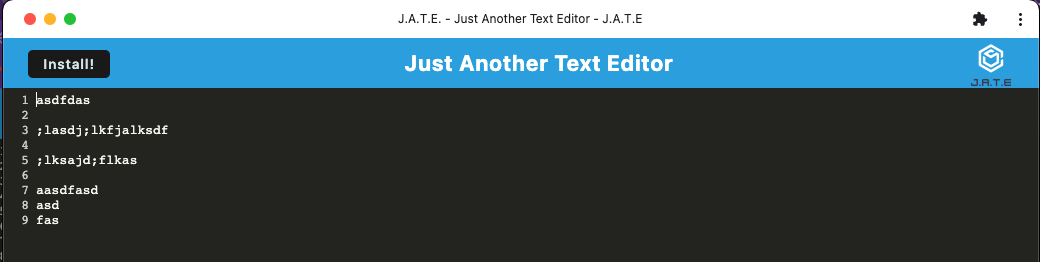 J.A.T.E. - Just Another Text Editor - J.A.T.E
Install!
Just Another Text Editor
J.A.T.E
1 asdfdas
2
3 ;lasdj;lkfjalksdf
4
5 ;lksajd;flkas
6
7 aasdfasd
8 asd
9 fas